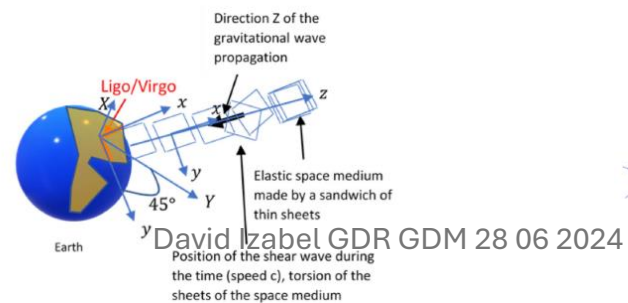 Direction Z of the
gravitational wave
propagation
Ligo/Virgo
X
x
x
z
y
Y
45°
y
Elastic space medium
made by a sandwich of
thin sheets
Earth
David Izabel GDR GDM 28 06 2024
Position of the shear wave during
the time (speed c), torsion of the
sheets of the space medium